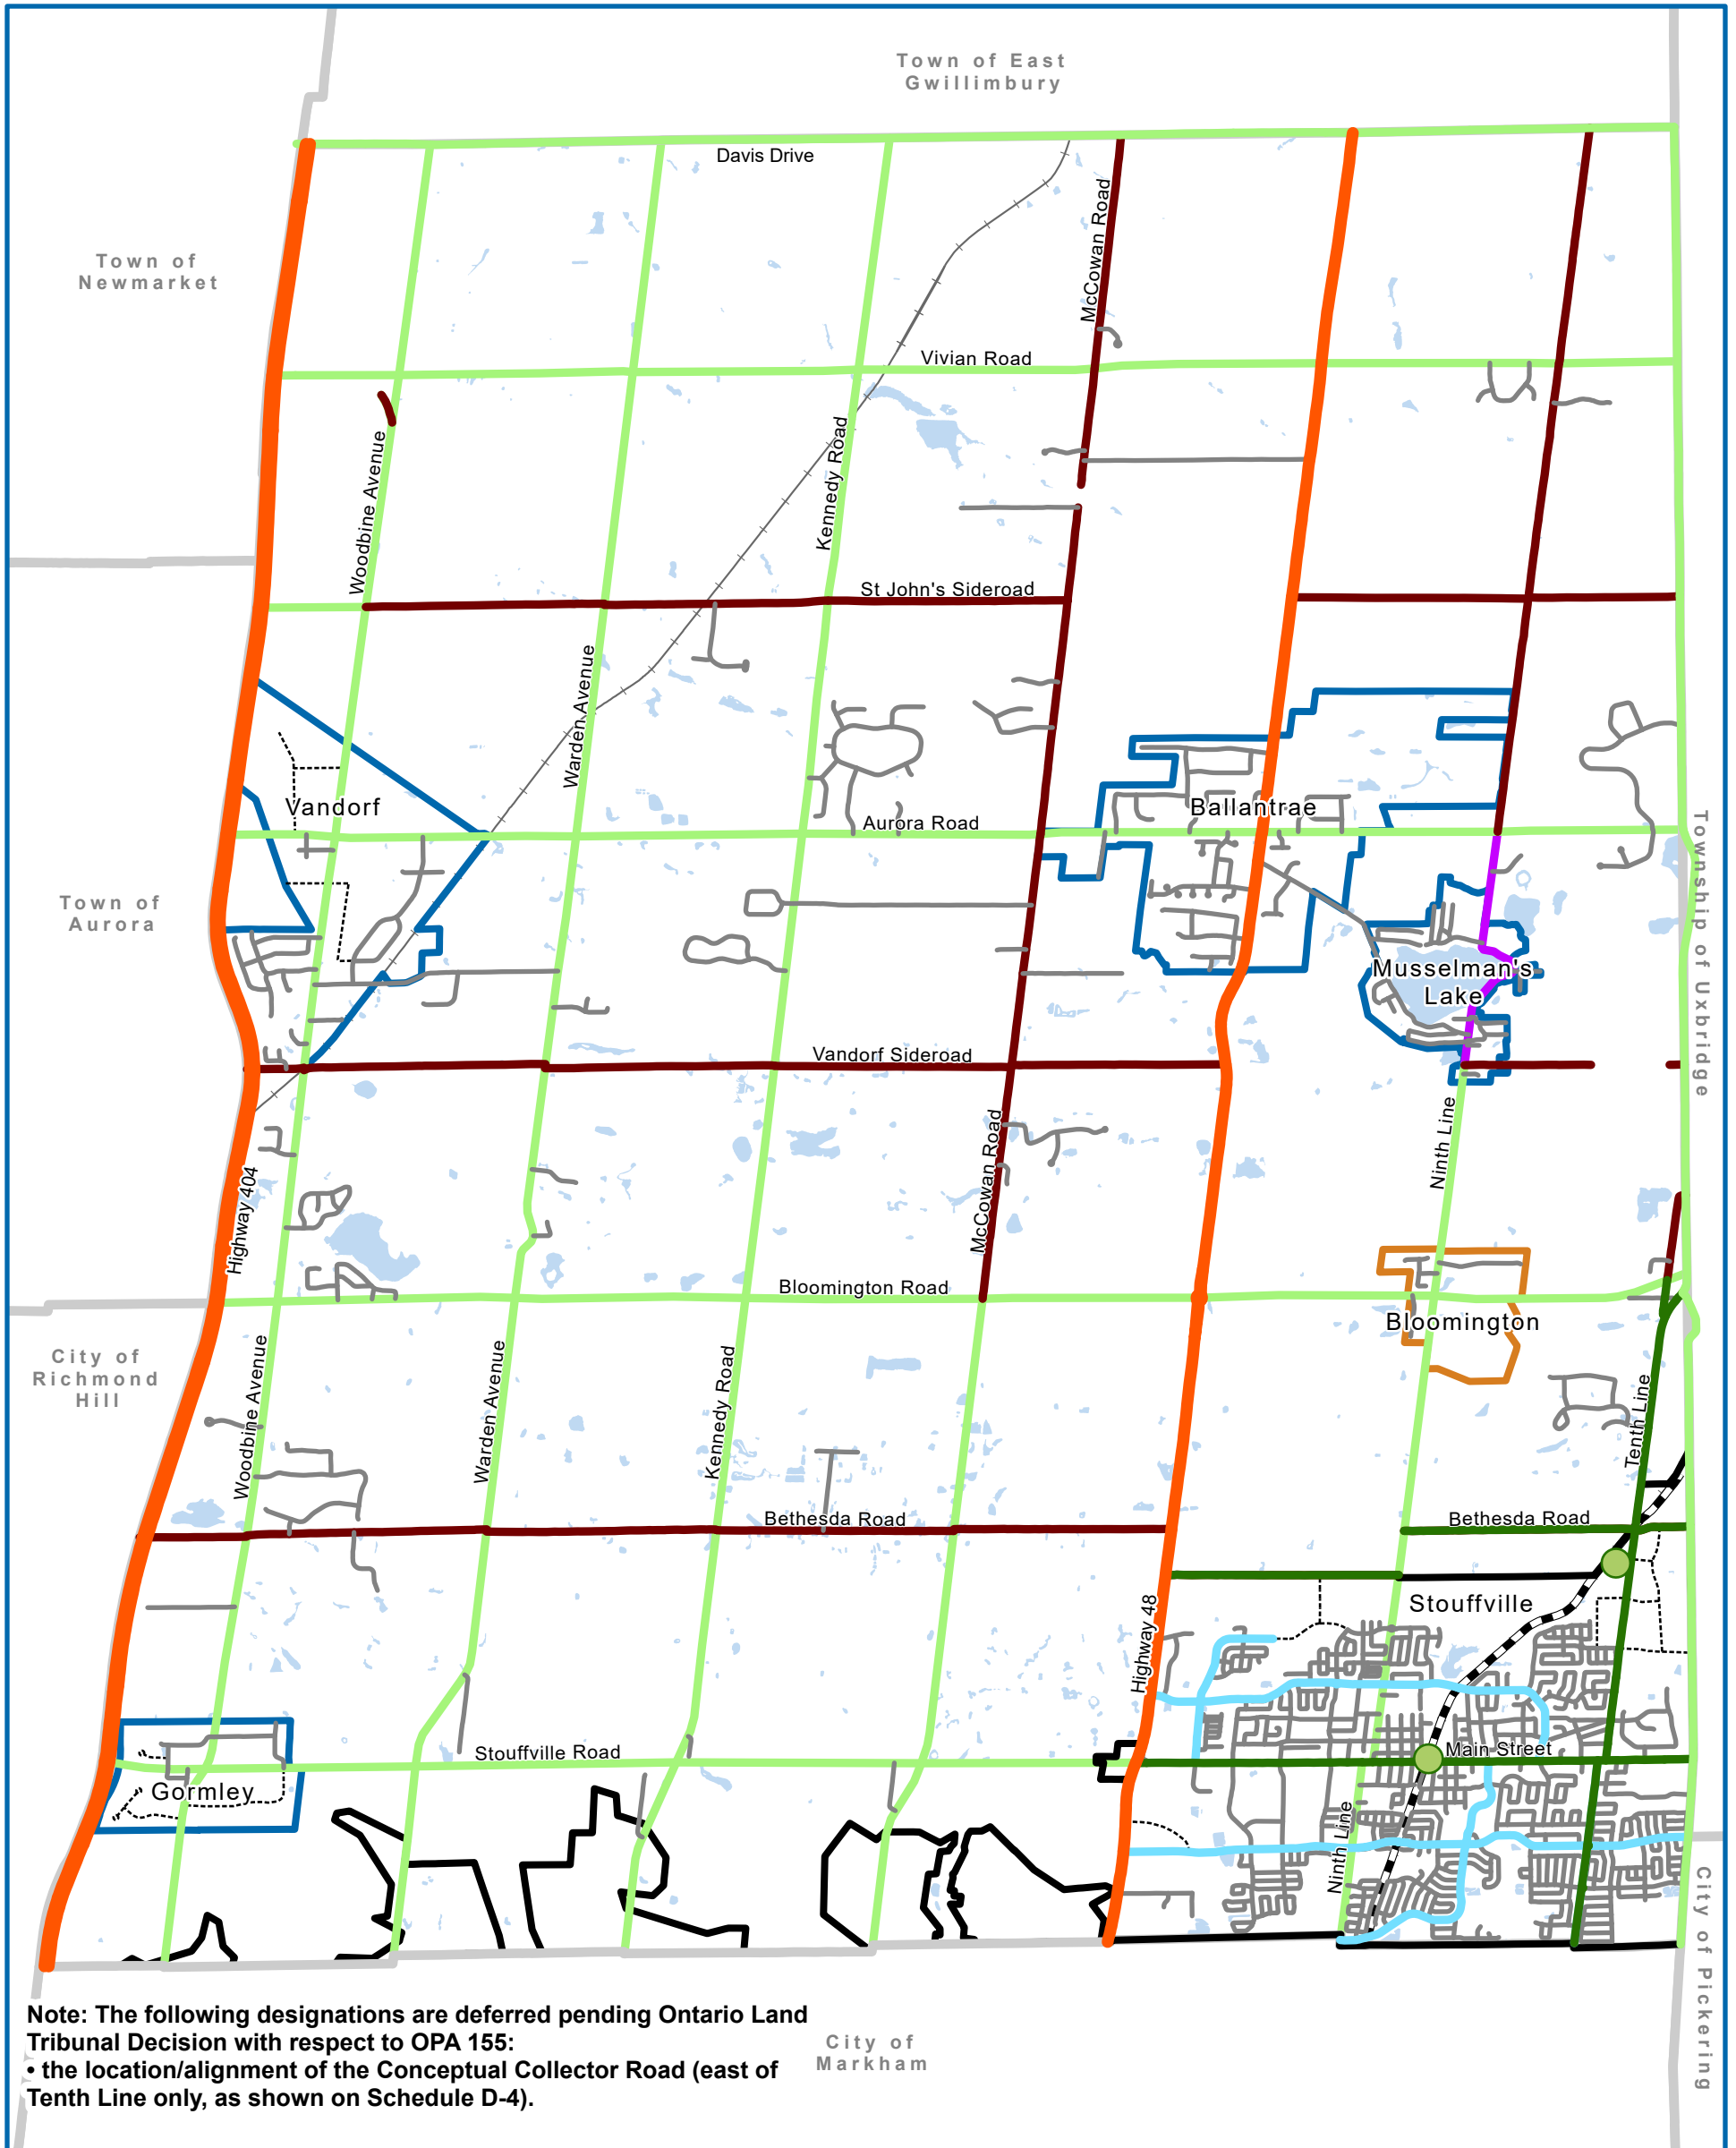 Town of East
Gwillimbury
Davis Drive
McCowan Road
Town of
Newmarket
Vivian Road
Woodbine Avenue
Kennedy Road
St John's Sideroad
Warden Avenue
Vandorf
Ballantrae
Aurora Road
Township of Uxbridge
Town of
Aurora
Musselman's
Lake
Vandorf Sideroad
Ninth Line
McCowan Road
Highway 404
Bloomington Road
Bloomington
City of
Richmond
Hill
Woodbine Avenue
Warden Avenue
Kennedy Road
Tenth Line
Bethesda Road
Bethesda Road
Stouffville
Highway 48
Stouffville Road
Main Street
Gormley
Ninth Line
City of Pickering
Note: The following designations are deferred pending Ontario Land
Tribunal Decision with respect to OPA 155:
• the location/alignment of the Conceptual Collector Road (east of
Tenth Line only, as shown on Schedule D-4).
City of
Markham